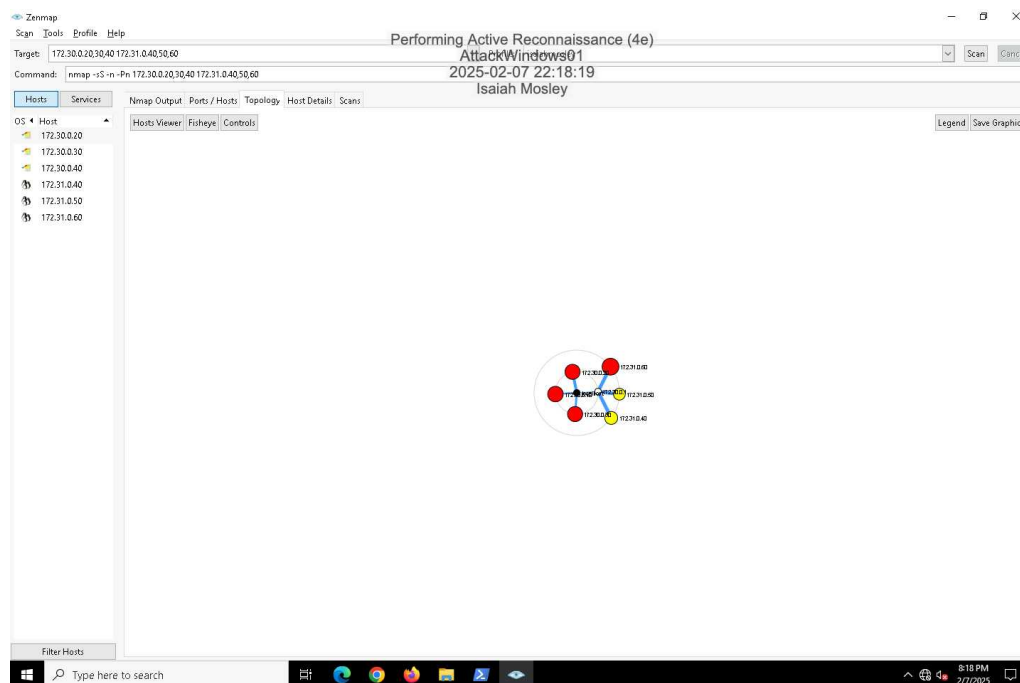 Zenmap
Scan Tools Profile Help
Performing Active Reconnaissance (4e)
AttackWindows01
2025-02-07 22:18:19
Isaiah Mosley
Target: 172.30.0.20,30,40 172.31.0.40,50,60
Scan
Command: nmap -sS -n -Pn 172.30.0.20,30,40 172.31.0.40,50,60
Hosts Services
Nmap Output Ports / Hosts Topology Host Details Scans
OS Host
Hosts Viewer Fisheye Controls
Legend Save Graphic
172.30.0.20
172.30.0.30
172.30.0.40
172.31.0.40
172.31.0.50
172.31.0.60
172.31.0.60
172.31.0.50
172.31.0.40
Filter Hosts
Type here to search
8:18 PM
2/7/2025